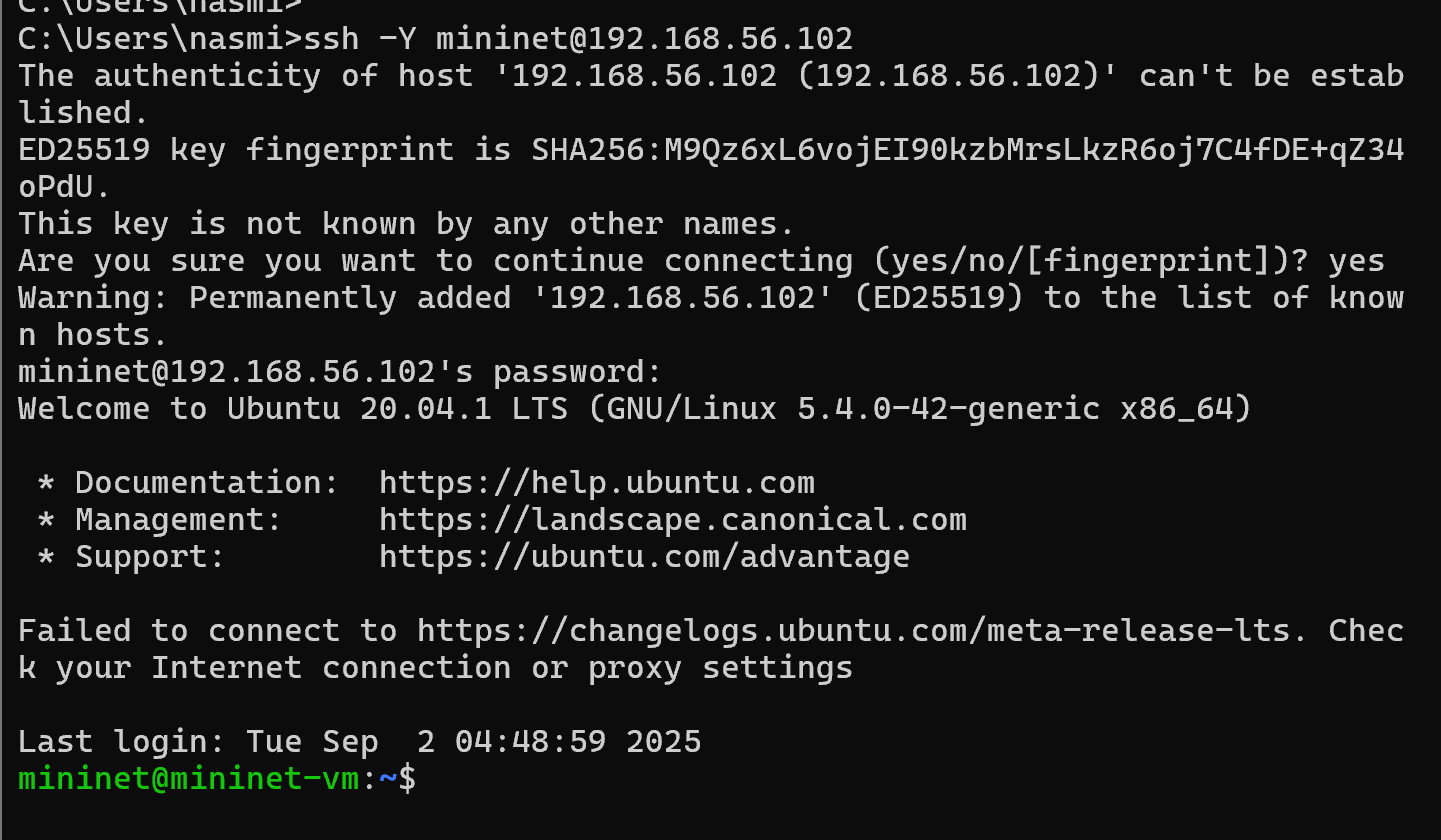 C:\Users\nasmi>
C:\Users\nasmi>ssh -Y mininet@192.168.56.102
The authenticity of host '192.168.56.102 (192.168.56.102)' can't be estab
lished.
ED25519 key fingerprint is SHA256:M9Qz6xL6vojEI90kzbMrsLkzR6oj7C4fDE+qZ34
oPdU.
This key is not known by any other names.
Are you sure you want to continue connecting (yes/no/[fingerprint])? yes
Warning: Permanently added '192.168.56.102' (ED25519) to the list of know
n hosts.
mininet@192.168.56.102's password:
Welcome to Ubuntu 20.04.1 LTS (GNU/Linux 5.4.0-42-generic x86_64)

 * Documentation:  https://help.ubuntu.com
 * Management:     https://landscape.canonical.com
 * Support:        https://ubuntu.com/advantage

Failed to connect to https://changelogs.ubuntu.com/meta-release-lts. Chec
k your Internet connection or proxy settings

Last login: Tue Sep  2 04:48:59 2025
mininet@mininet-vm:~$